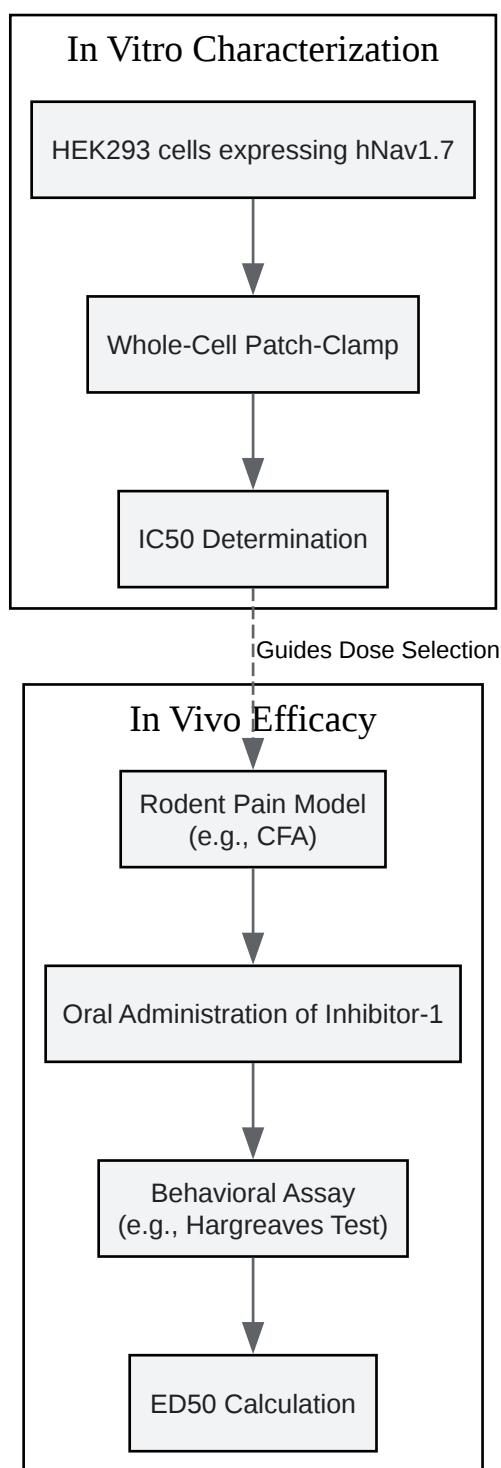 In Vitro Characterization
HEK293 cells expressing hNav1.7
Whole-Cell Patch-Clamp
IC50 Determination
Guides Dose Selection
In Vivo Efficacy
Rodent Pain Model
(e.g., CFA)
Oral Administration of Inhibitor-1
Behavioral Assay
(e.g., Hargreaves Test)
ED50 Calculation